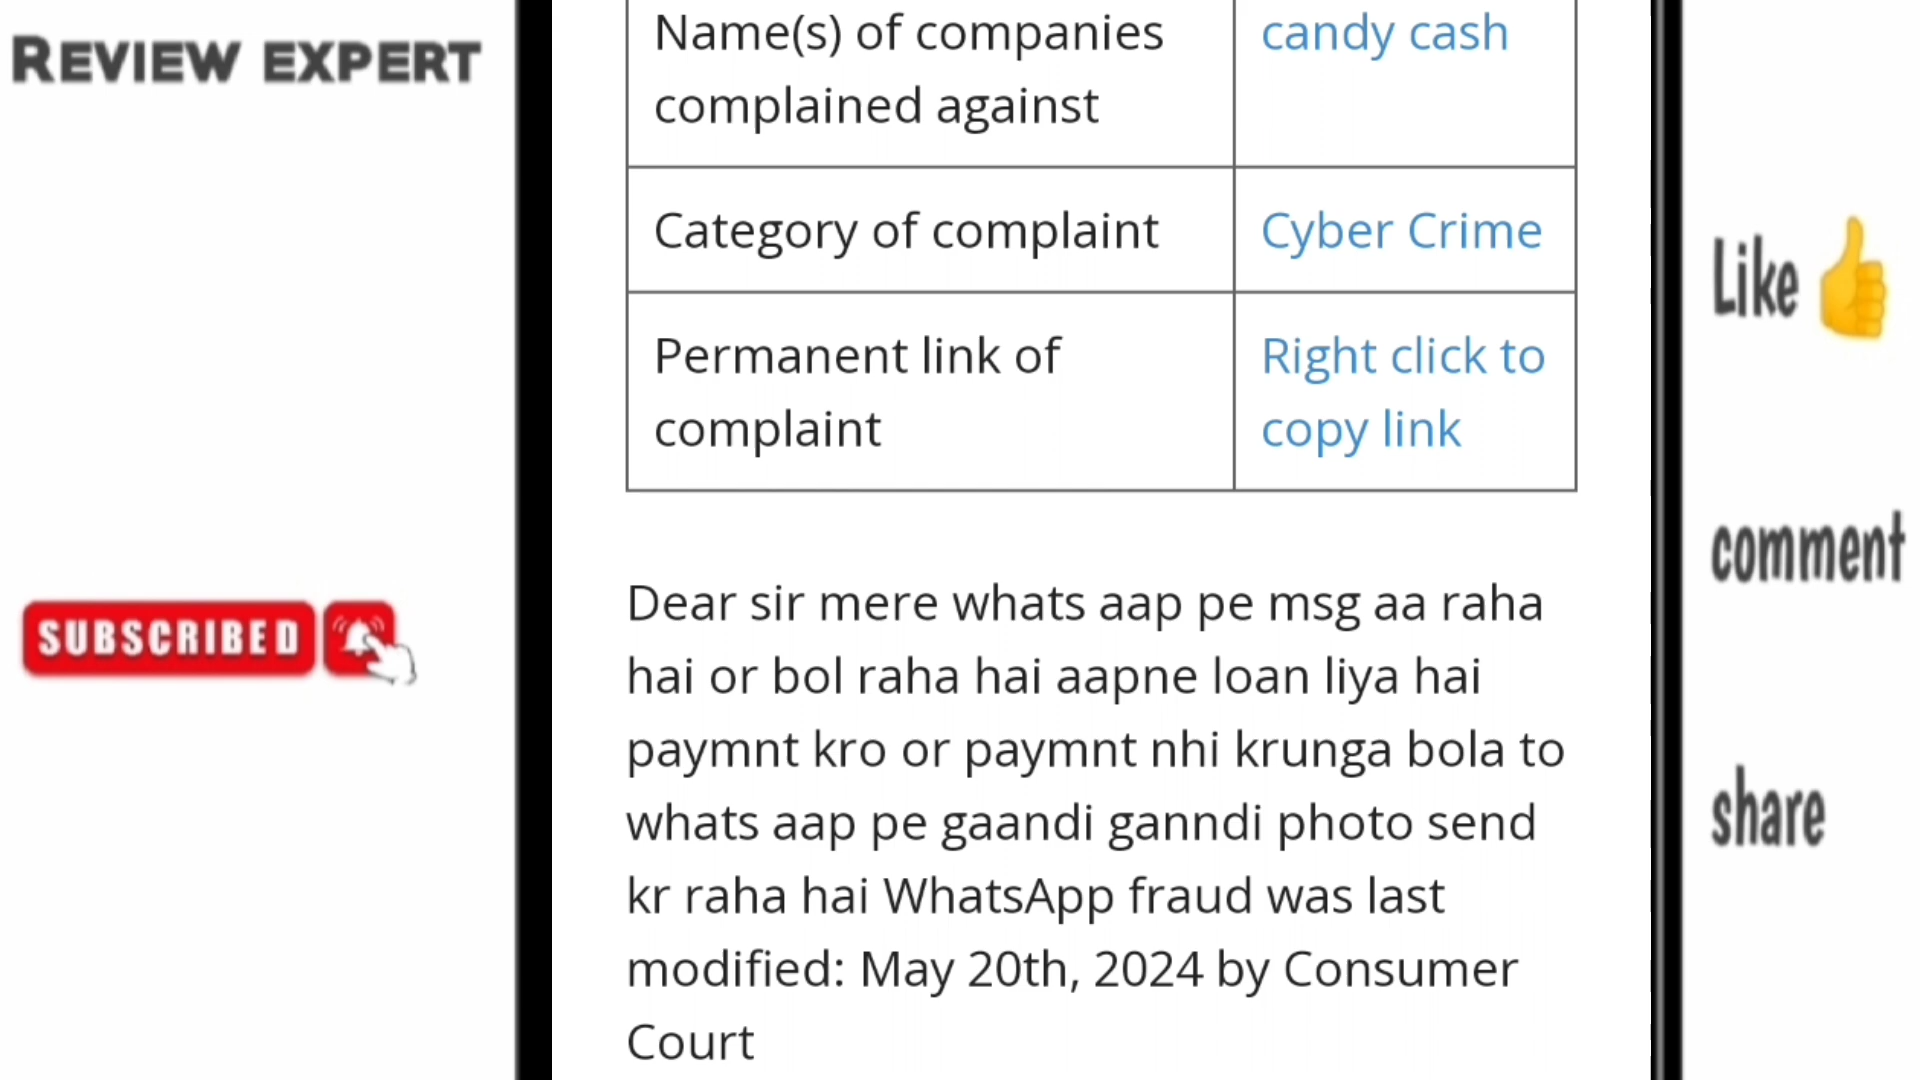 REVIEW EXPERT
Name(s) of companies
complained against
candy cash
Category of complaint
Cyber Crime
Permanent link of
complaint
Right click to
copy link
Dear sir mere whats aap pe msg aa raha
hai or bol raha hai aapne loan liya hai
paymnt kro or paymnt nhi krunga bola to
whats aap pe gaandi ganndi photo send
kr raha hai WhatsApp fraud was last
modified: May 20th, 2024 by Consumer
Court
SUBSCRIBED
Like 👍
comment
share